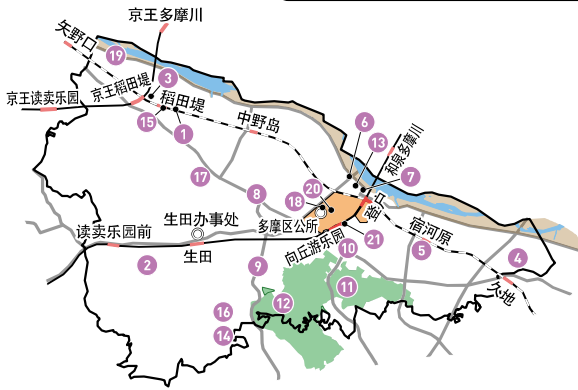 京王多摩川
矢野口
19
京王稻田堤
3
稻田堤
京王读卖乐园
15
1
中野岛
6
13
和泉多摩川
7
17
8
20
18
登户
生田办事处
多摩区公所
宿河原
读卖乐园前
21
向丘游乐园
10
5
4
生田
2
9
久地
11
12
16
14